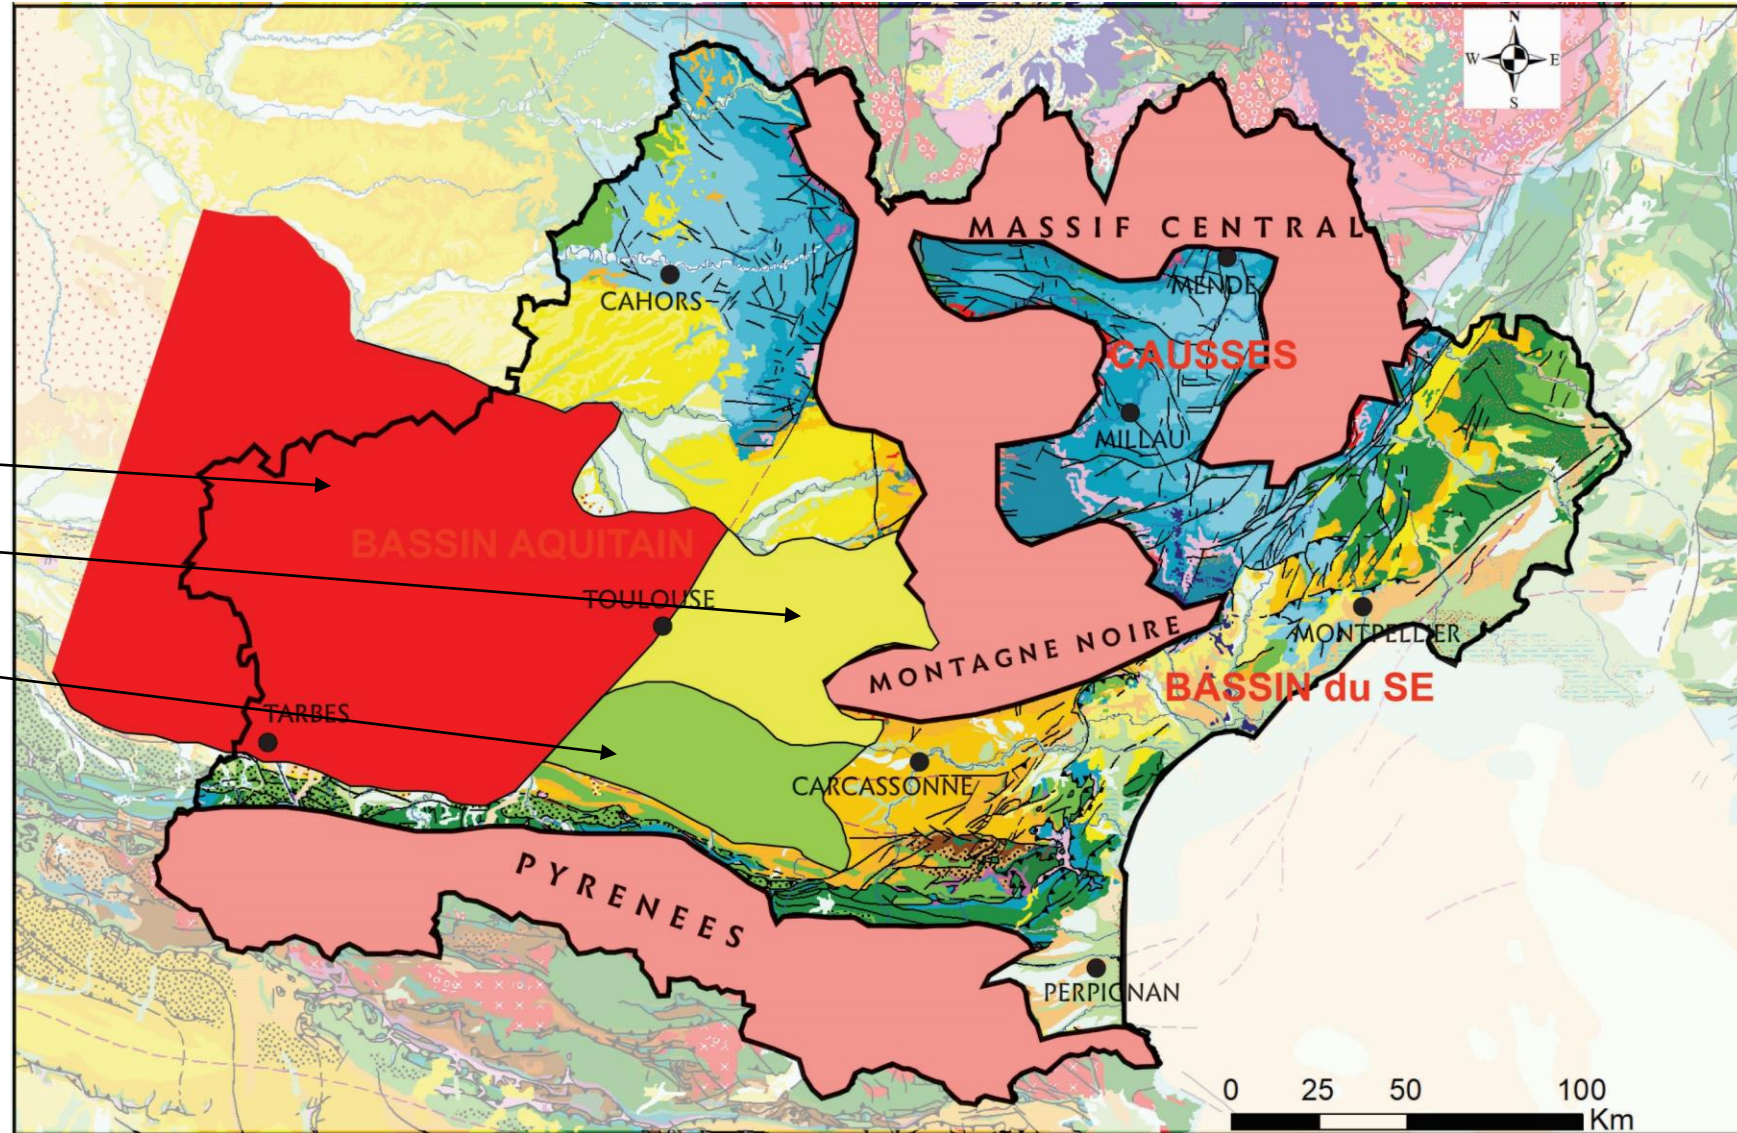 N
W E
S
MASSIF CENTRAL
MENDE
CAHORS
CAUSSES
MILLAU
BASSIN AQUITAIN
TOULOUSE
MONTPELLIER
MONTAGNE NOIRE
BASSIN du SE
TARBES
CARCASSONNE
PYRENEES
PERPIGNAN
0 25 50 100
Km